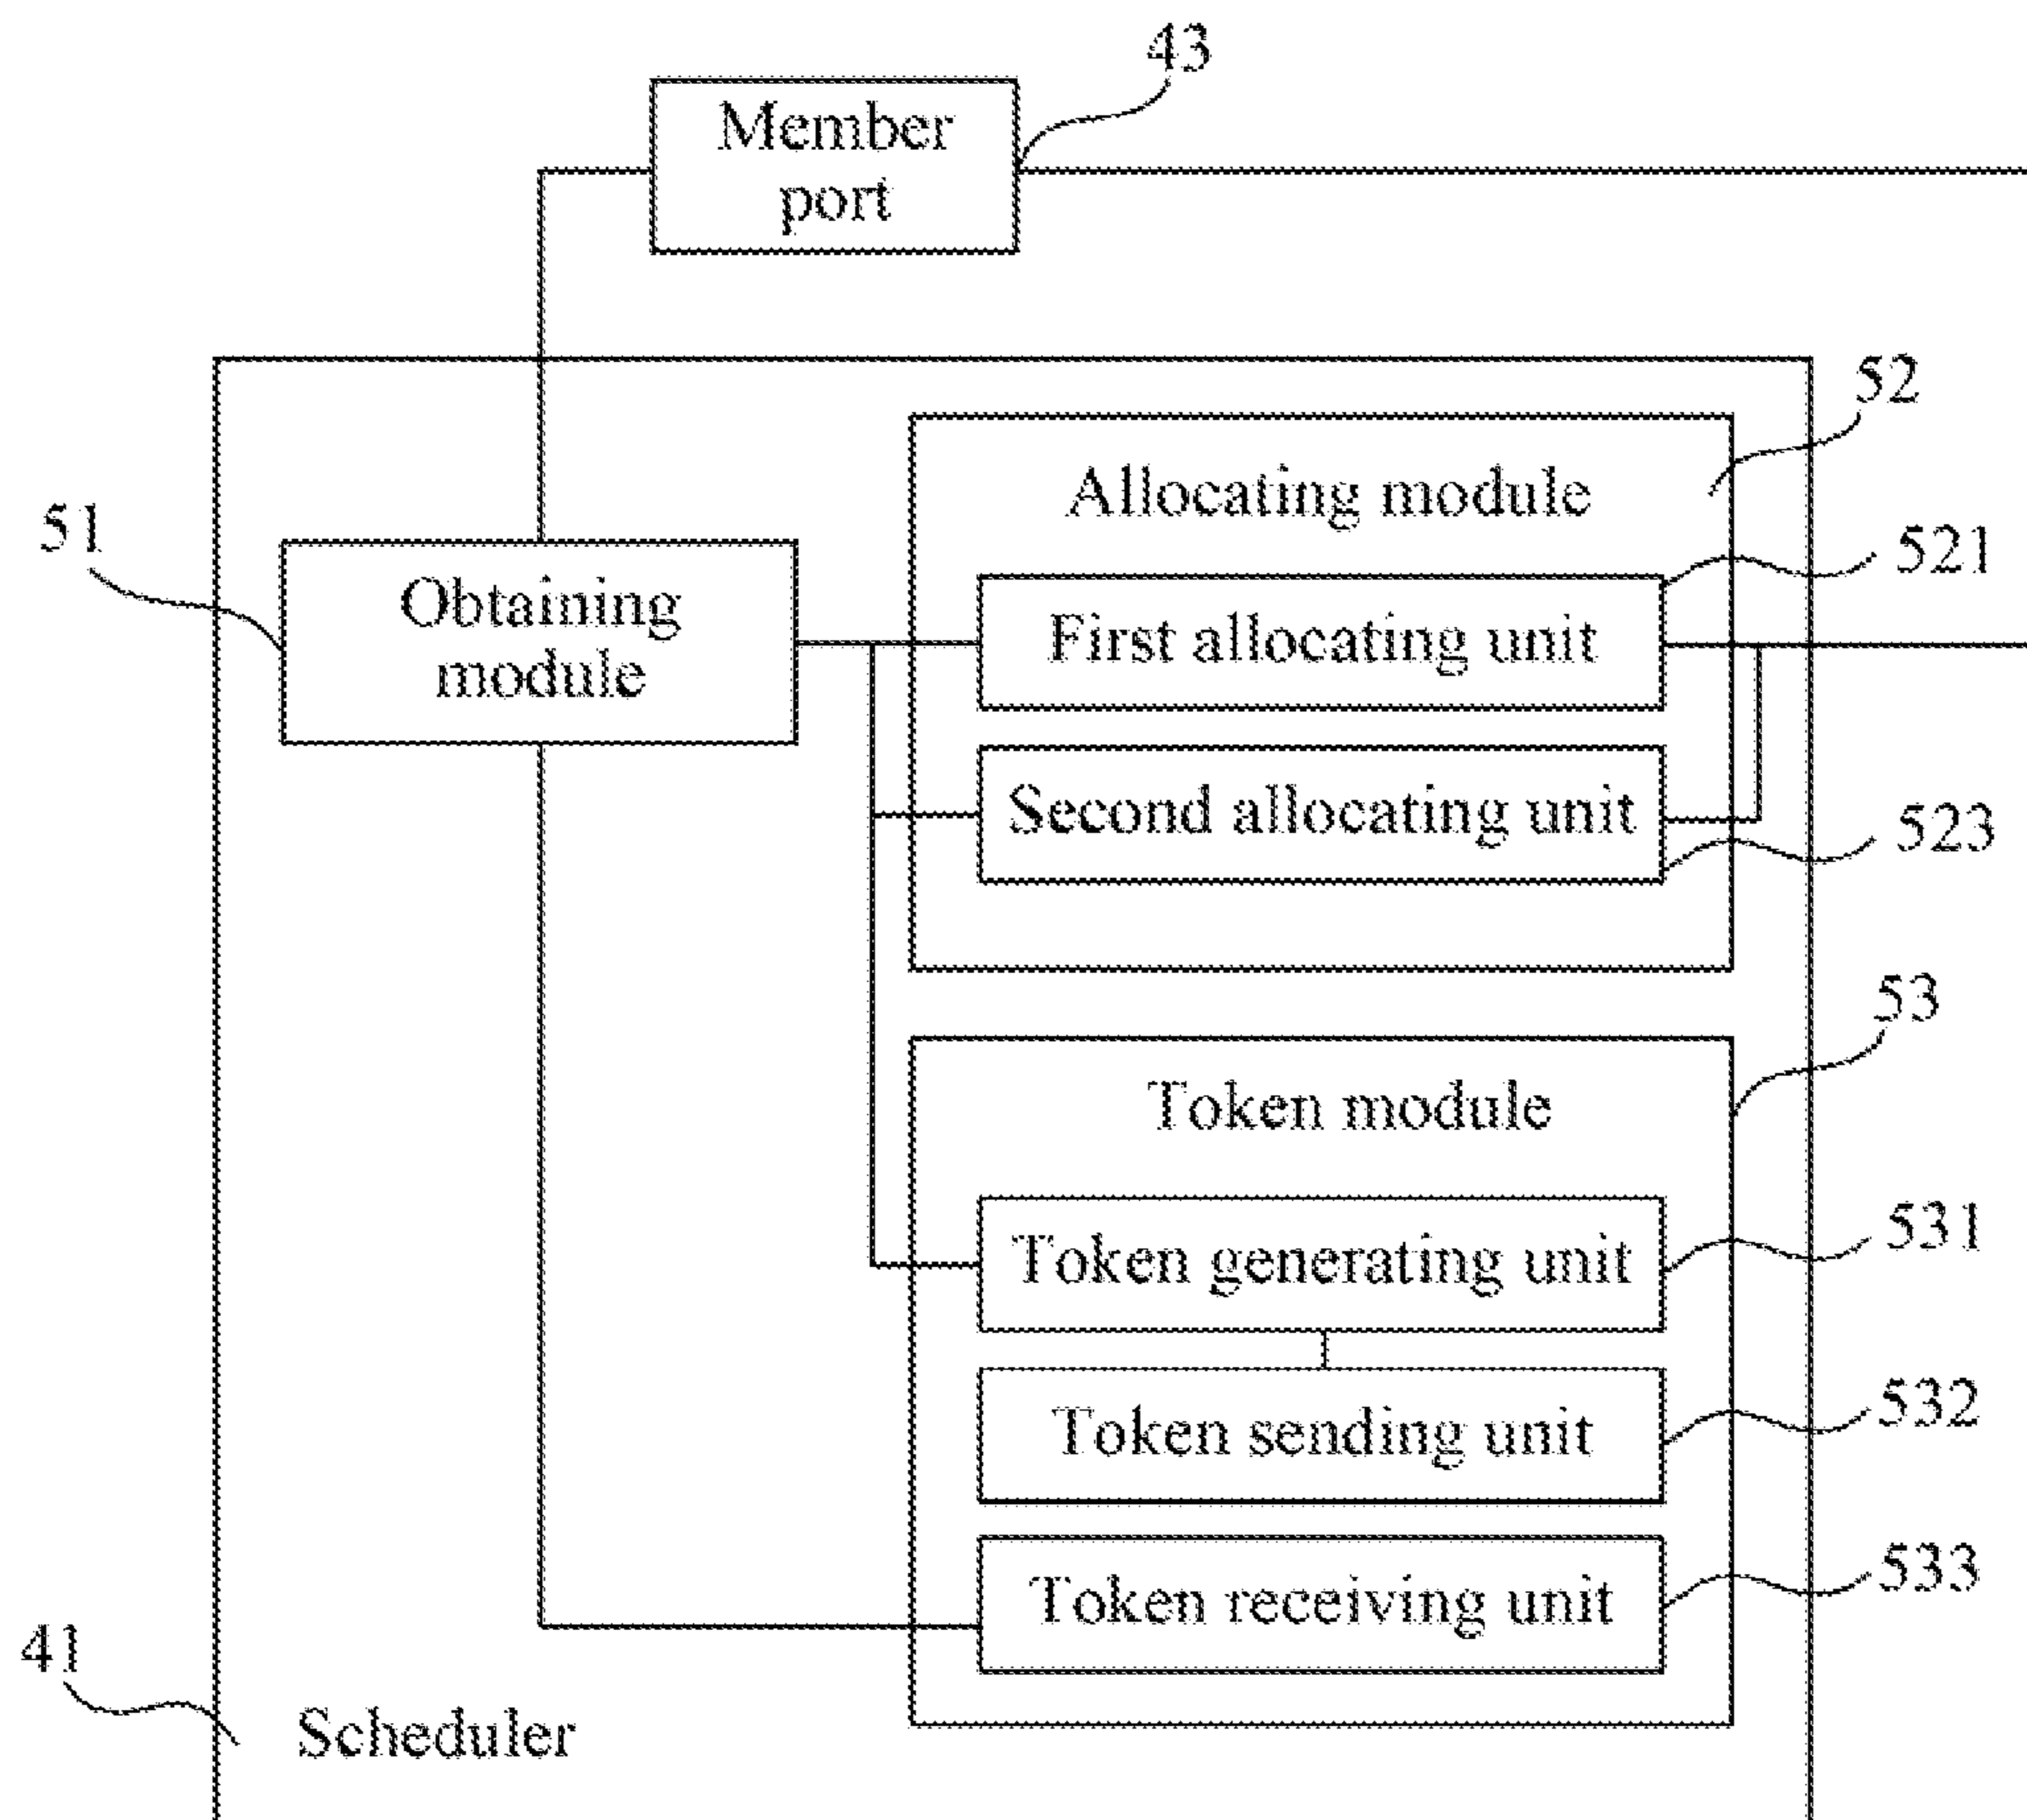 43
Member
port
52
Allocating module
51
521
Obtaining
module
First allocating unit
Second allocating unit
523
53
Token module
531
Token generating unit
532
Token sending unit
533
Token receiving unit
41
Scheduler